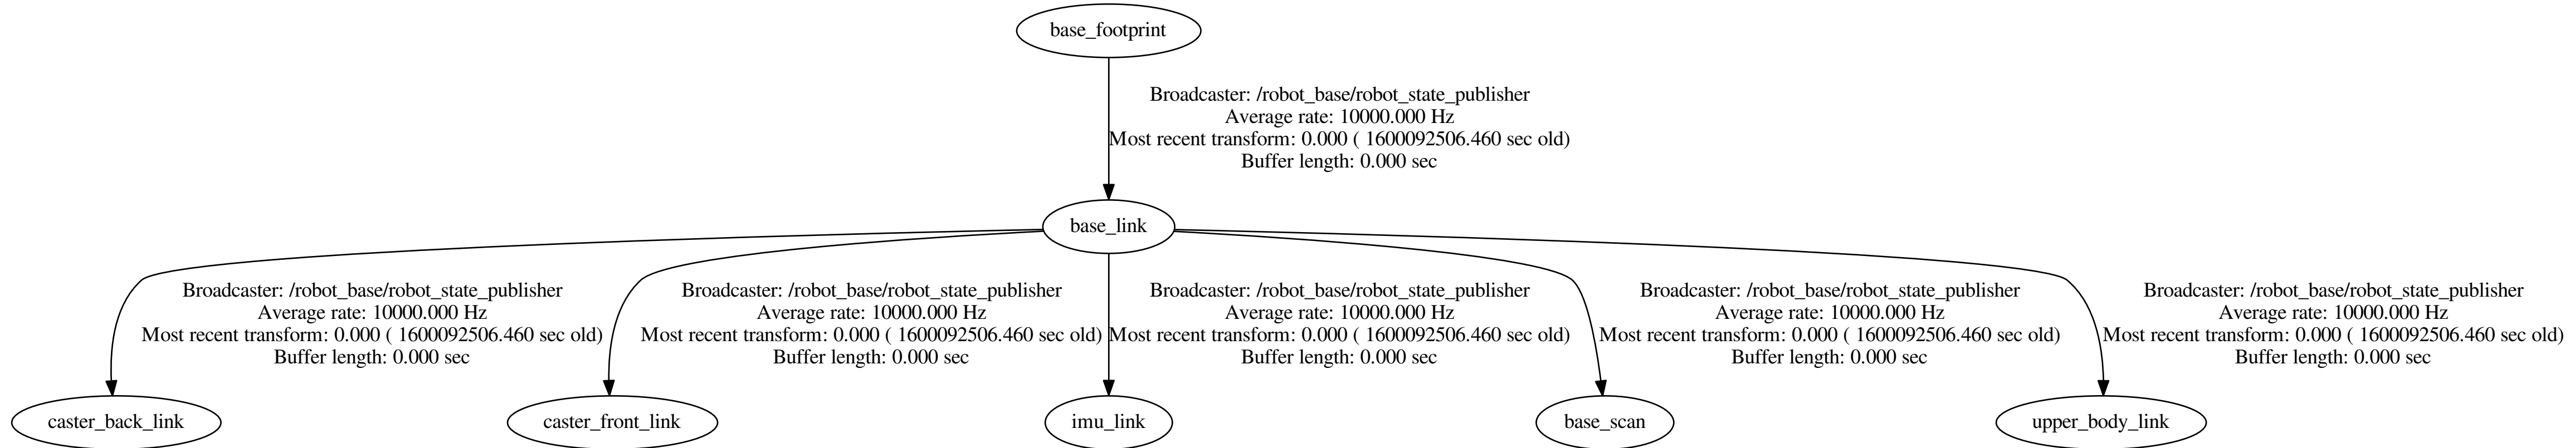 base_footprint
Broadcaster: /robot_base/robot_state_publisher
Average rate: 10000.000 Hz
Most recent transform: 0.000 ( 1600092506.460 sec old)
Buffer length: 0.000 sec
base_link
Broadcaster: /robot_base/robot_state_publisher
Average rate: 10000.000 Hz
Most recent transform: 0.000 ( 1600092506.460 sec old)
Buffer length: 0.000 sec
Broadcaster: /robot_base/robot_state_publisher
Average rate: 10000.000 Hz
Most recent transform: 0.000 ( 1600092506.460 sec old)
Buffer length: 0.000 sec
Broadcaster: /robot_base/robot_state_publisher
Average rate: 10000.000 Hz
Most recent transform: 0.000 ( 1600092506.460 sec old)
Buffer length: 0.000 sec
Broadcaster: /robot_base/robot_state_publisher
Average rate: 10000.000 Hz
Most recent transform: 0.000 ( 1600092506.460 sec old)
Buffer length: 0.000 sec
Broadcaster: /robot_base/robot_state_publisher
Average rate: 10000.000 Hz
Most recent transform: 0.000 ( 1600092506.460 sec old)
Buffer length: 0.000 sec
caster_back_link
caster_front_link
imu_link
base_scan
upper_body_link